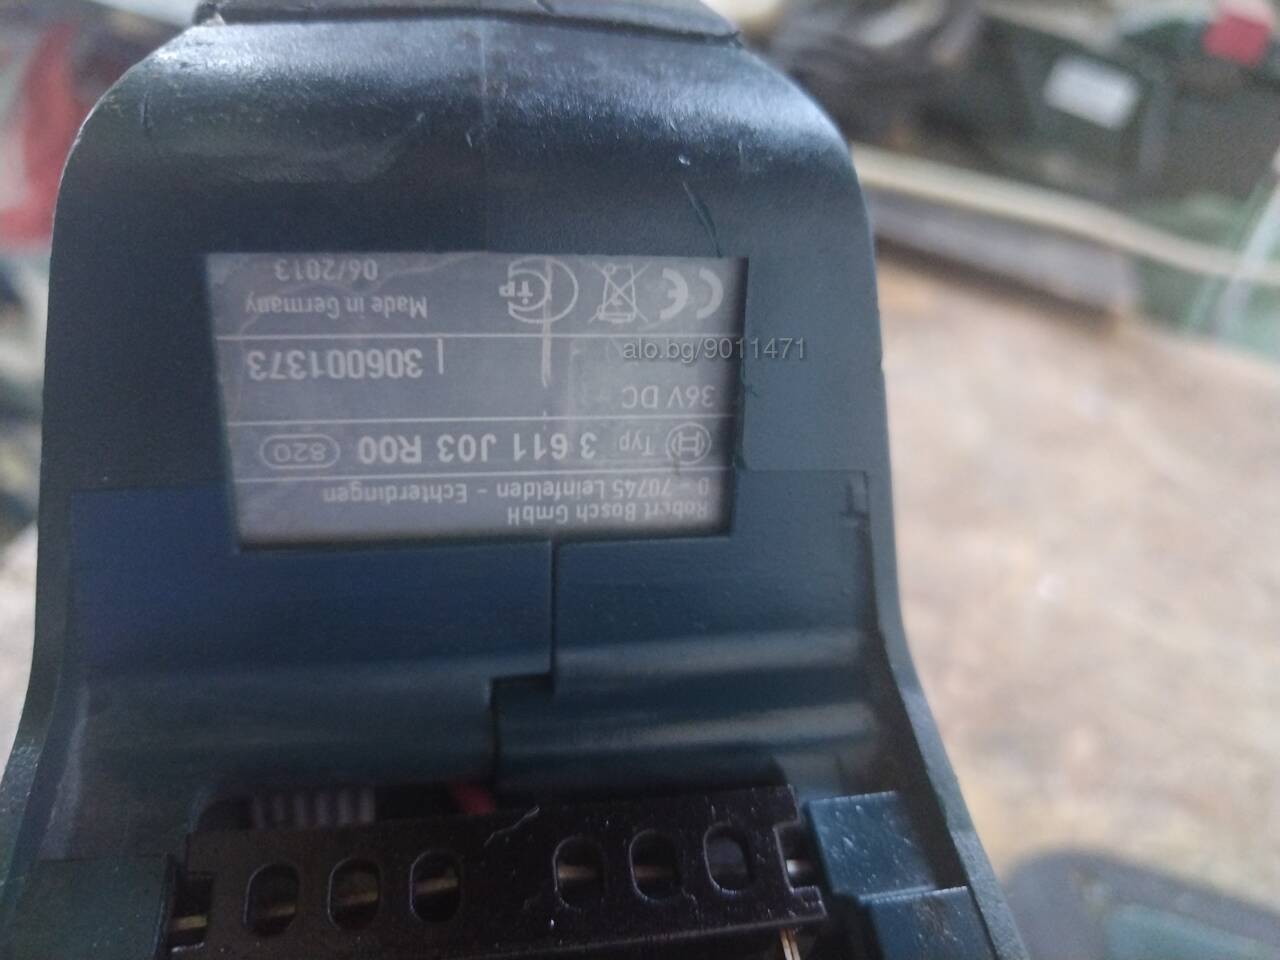 Robert Bosch GmbH
D - 70745 Leinfelden - Echterdingen
Typ 3 611 J03 R00 820
36V DC
306001373
Made in Germany
06/2013
alo.bg/9011471